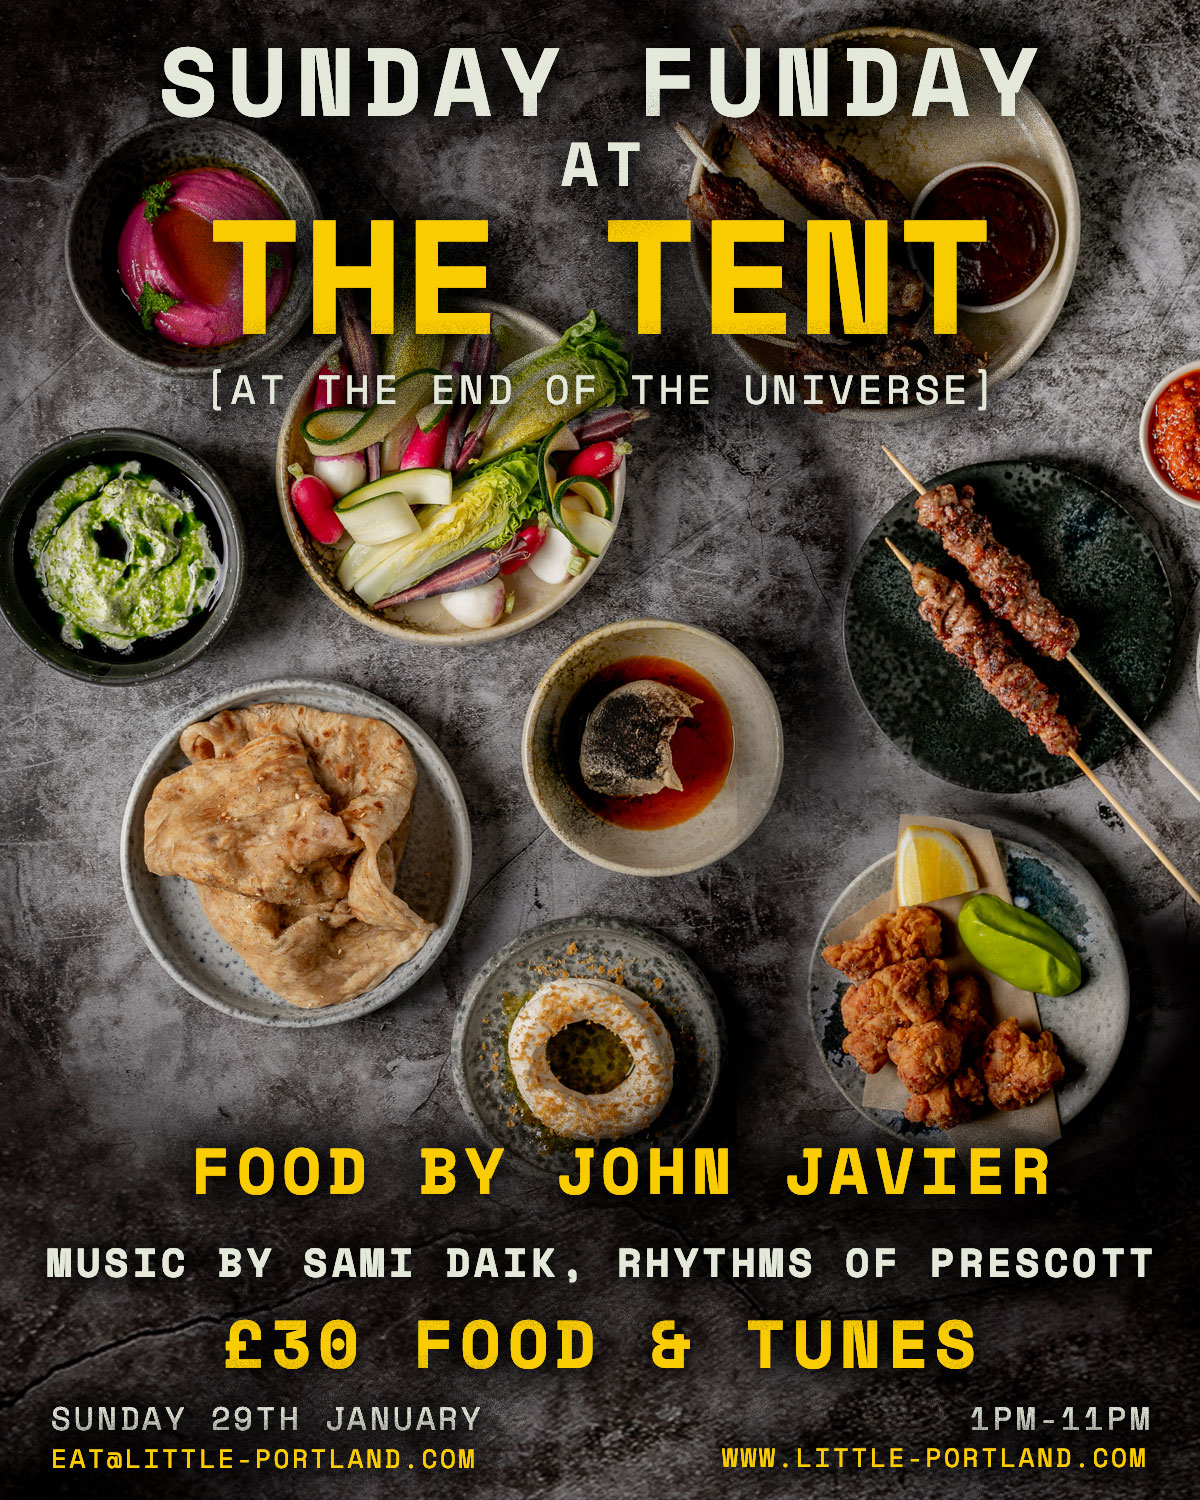 SUNDAY FUNDAY
AT
THE TENT
[AT THE END OF THE UNIVERSE]
FOOD BY JOHN JAVIER
MUSIC BY SAMI DAIK, RHYTHMS OF PRESCOTT
£30 FOOD & TUNES
SUNDAY 29TH JANUARY
1PM-11PM
EAT@LITTLE-PORTLAND.COM
WWW.LITTLE-PORTLAND.COM